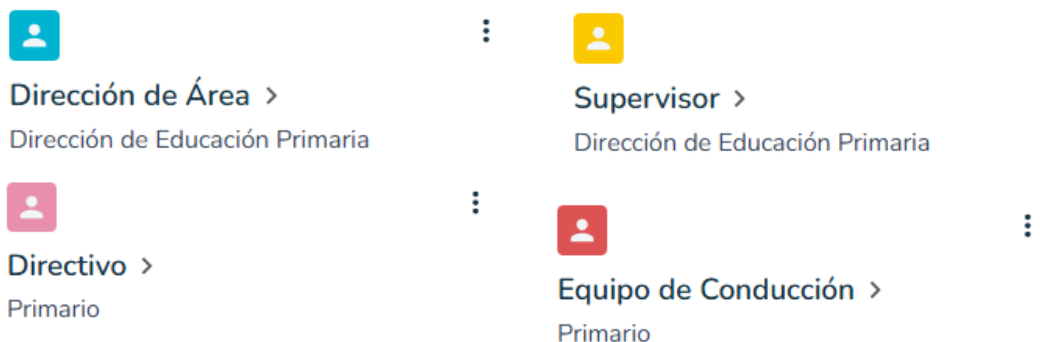 Dirección de Área >
Dirección de Educación Primaria
Supervisor >
Dirección de Educación Primaria
Directivo >
Primario
Equipo de Conducción >
Primario